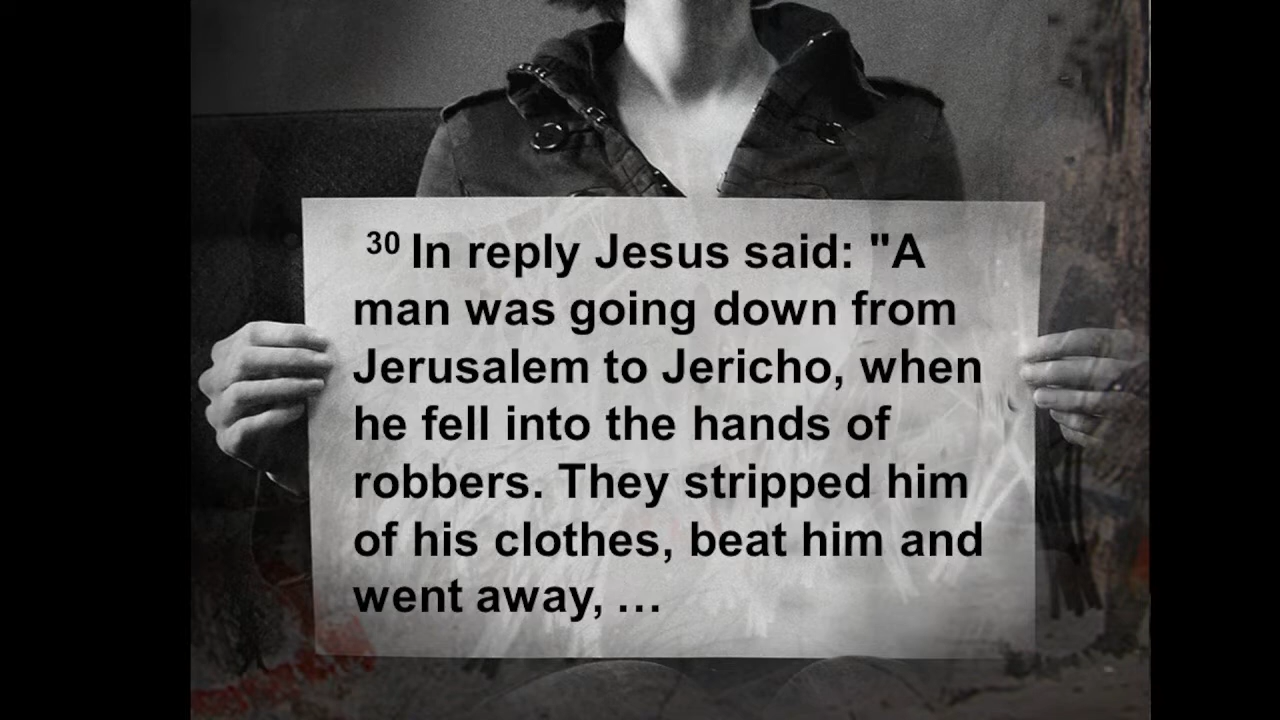 30 In reply Jesus said: "A
man was going down from
Jerusalem to Jericho, when
he fell into the hands of
robbers. They stripped him
of his clothes, beat him and
went away, …